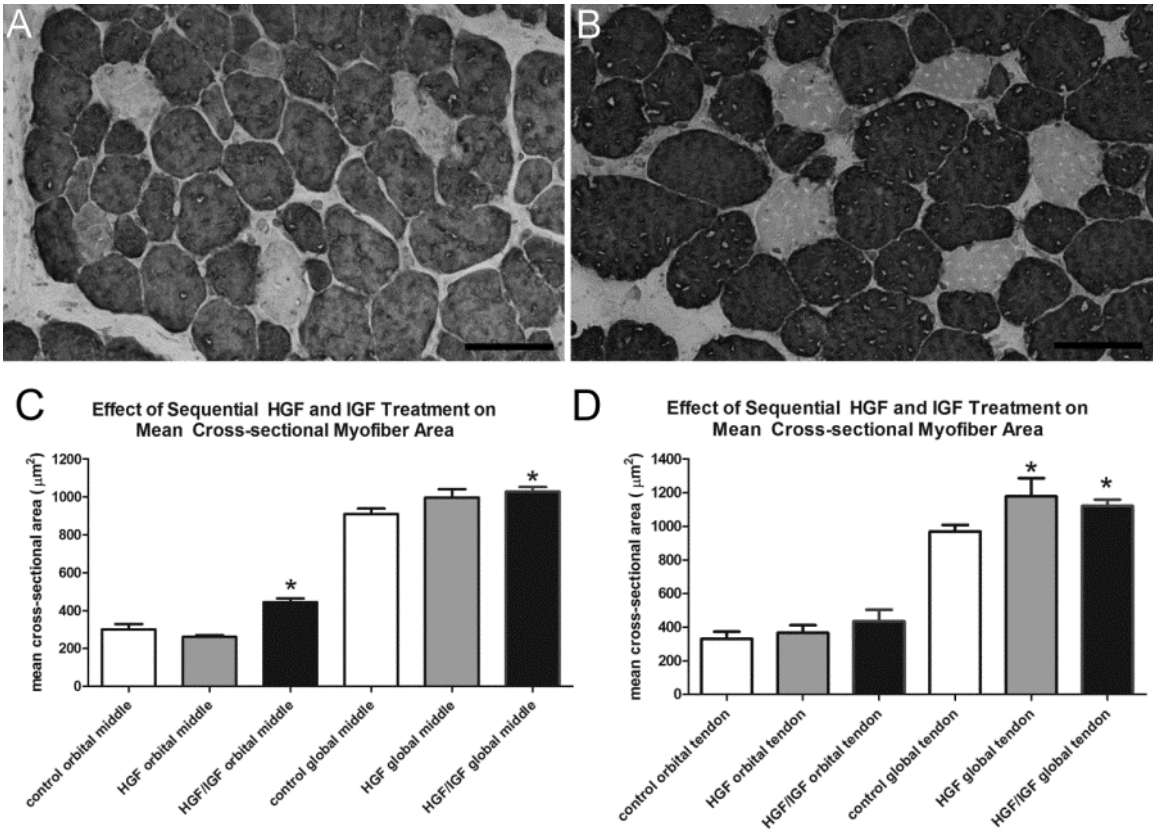 A
B
C
Effect of Sequential HGF and IGF Treatment on
Mean Cross-sectional Myofiber Area
mean cross-sectional area ( μm²)
1200
1000
800
600
400
200
0
*
*
control orbital middle
HGF orbital middle
HGF/IGF orbital middle
control global middle
HGF global middle
HGF/IGF global middle
D
Effect of Sequential HGF and IGF Treatment on
Mean Cross-sectional Myofiber Area
mean cross-sectional area ( μm²)
1400
1200
1000
800
600
400
200
0
*
*
control orbital tendon
HGF orbital tendon
HGF/IGF orbital tendon
control global tendon
HGF global tendon
HGF/IGF global tendon